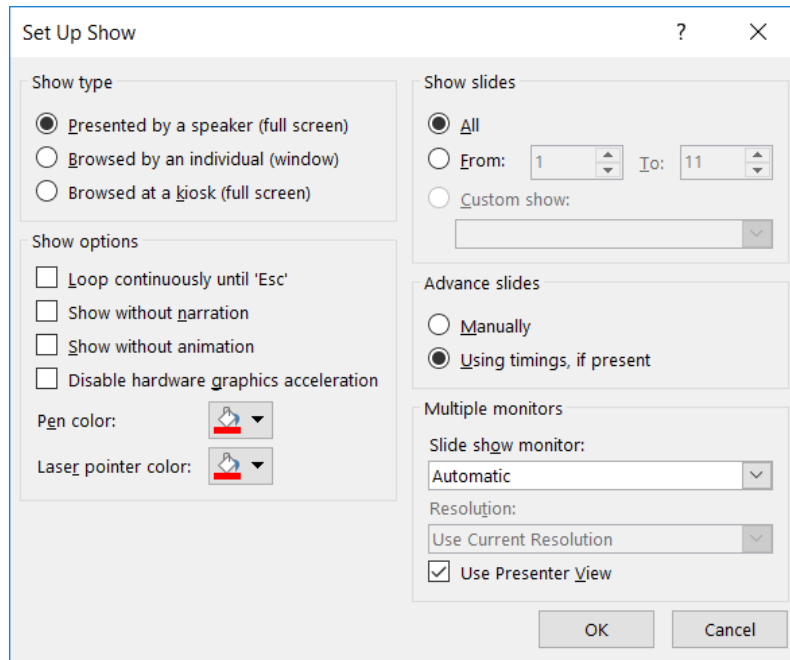 Set Up Show
?
Show type
Presented by a speaker (full screen)
Browsed by an individual (window)
Browsed at a kiosk (full screen)
Show options
Loop continuously until 'Esc'
Show without narration
Show without animation
Disable hardware graphics acceleration
Pen color:
Laser pointer color:
Show slides
All
From: 1 To: 11
Custom show:
Advance slides
Manually
Using timings, if present
Multiple monitors
Slide show monitor:
Automatic
Resolution:
Use Current Resolution
Use Presenter View
OK Cancel